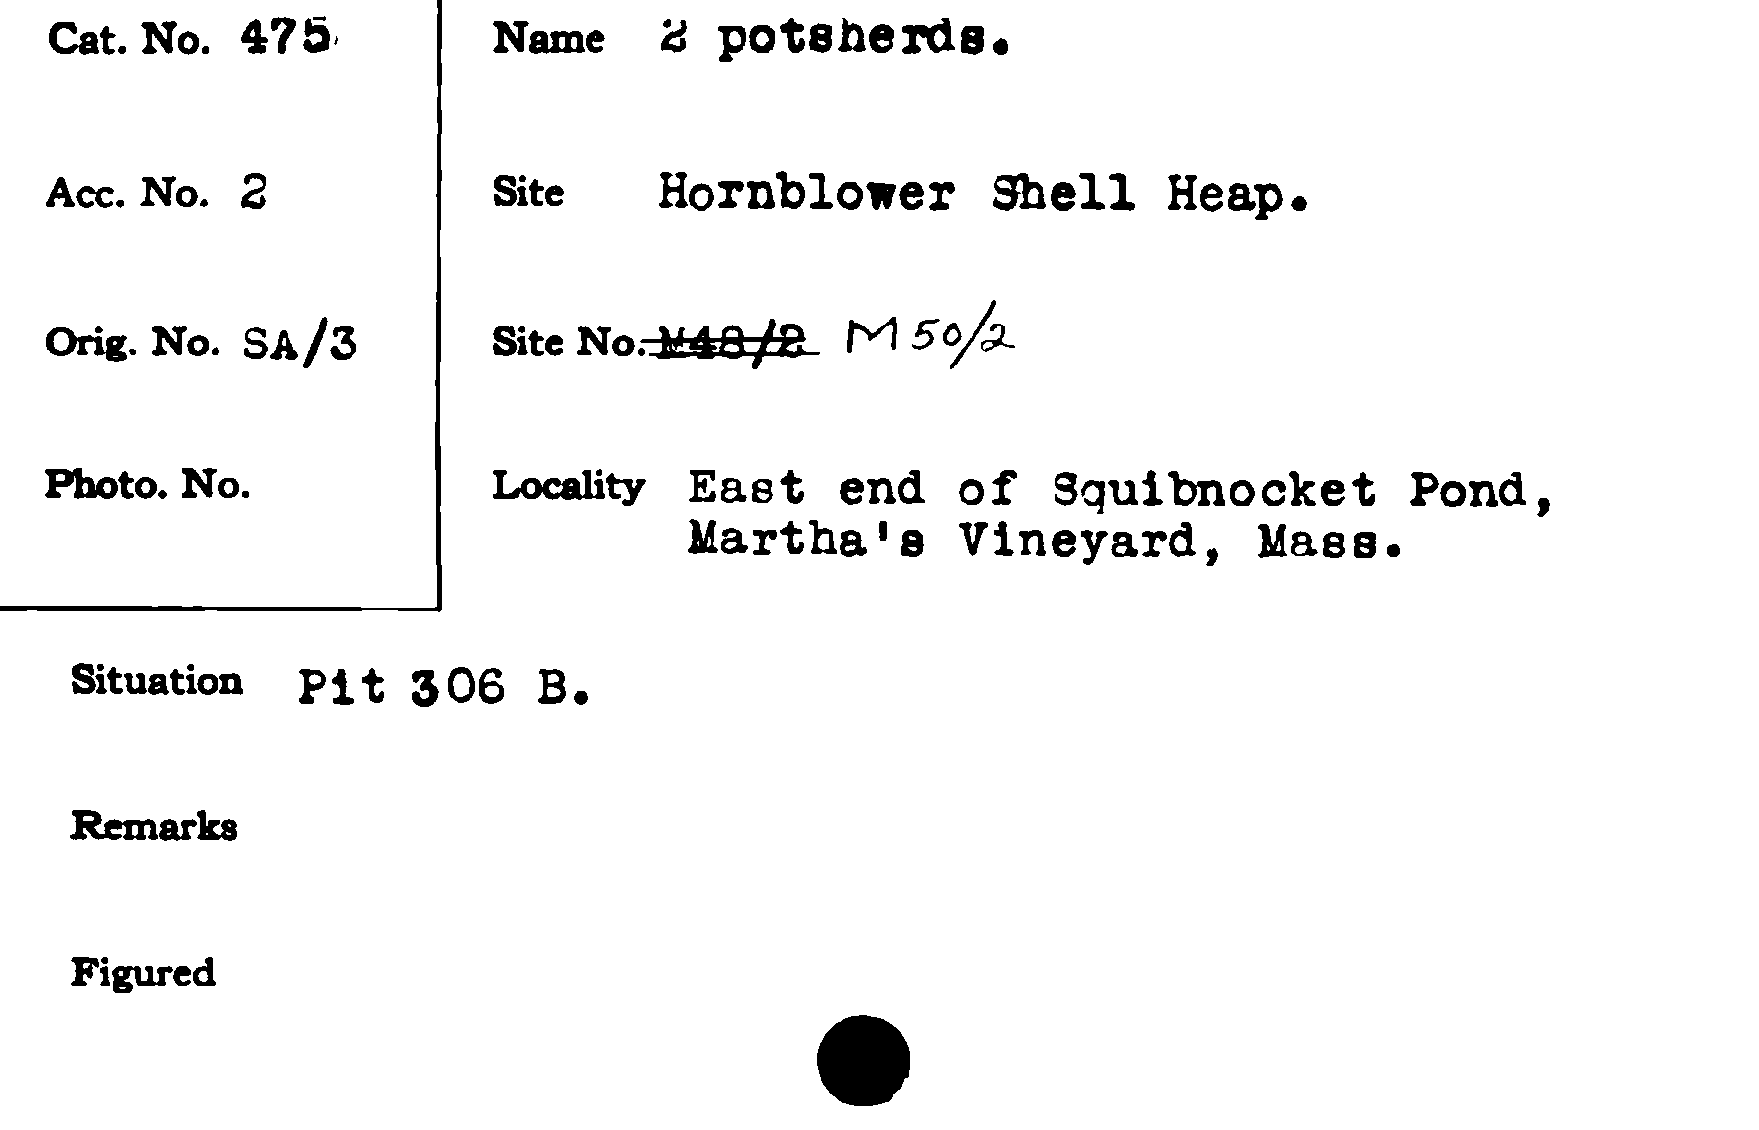 Cat. No. 475
Name 2 potsherds.
Acc. No. 2
Site Hornblower Shell Heap.
Orig. No. SA/3
Site No. M48/2 M50/2
Photo. No.
Locality East end of Squibnocket Pond,
Martha's Vineyard, Mass.
Situation Pit 306 B.
Remarks
Figured